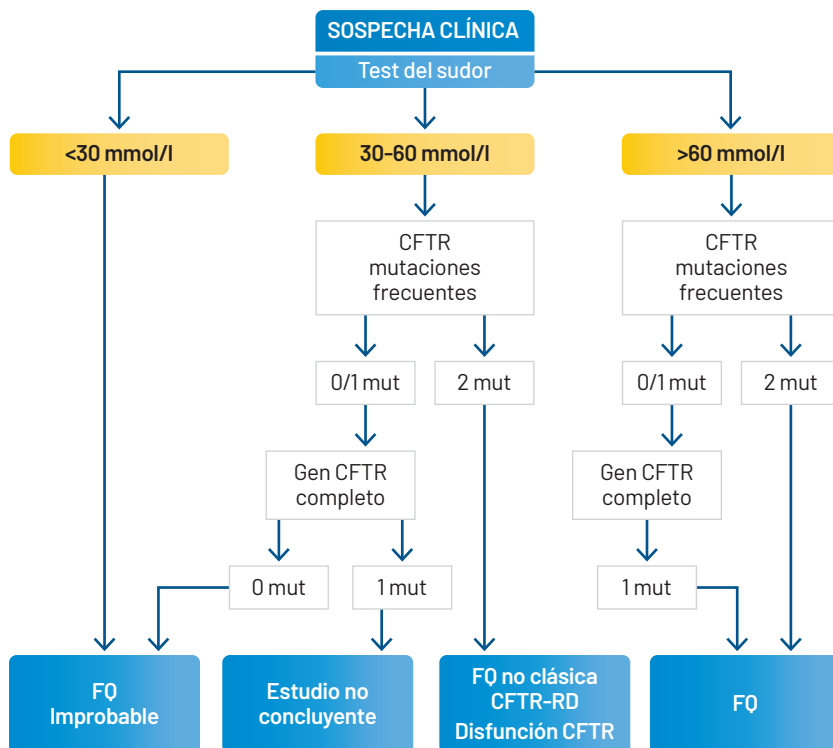 SOSPECHA CLÍNICA
Test del sudor
<30 mmol/l
30-60 mmol/l
>60 mmol/l
CFTR
mutaciones
frecuentes
CFTR
mutaciones
frecuentes
0/1 mut
2 mut
0/1 mut
2 mut
Gen CFTR
completo
Gen CFTR
completo
0 mut
1 mut
1 mut
FQ
Improbable
Estudio no
concluyente
FQ no clásica
CFTR-RD
Disfunción CFTR
FQ